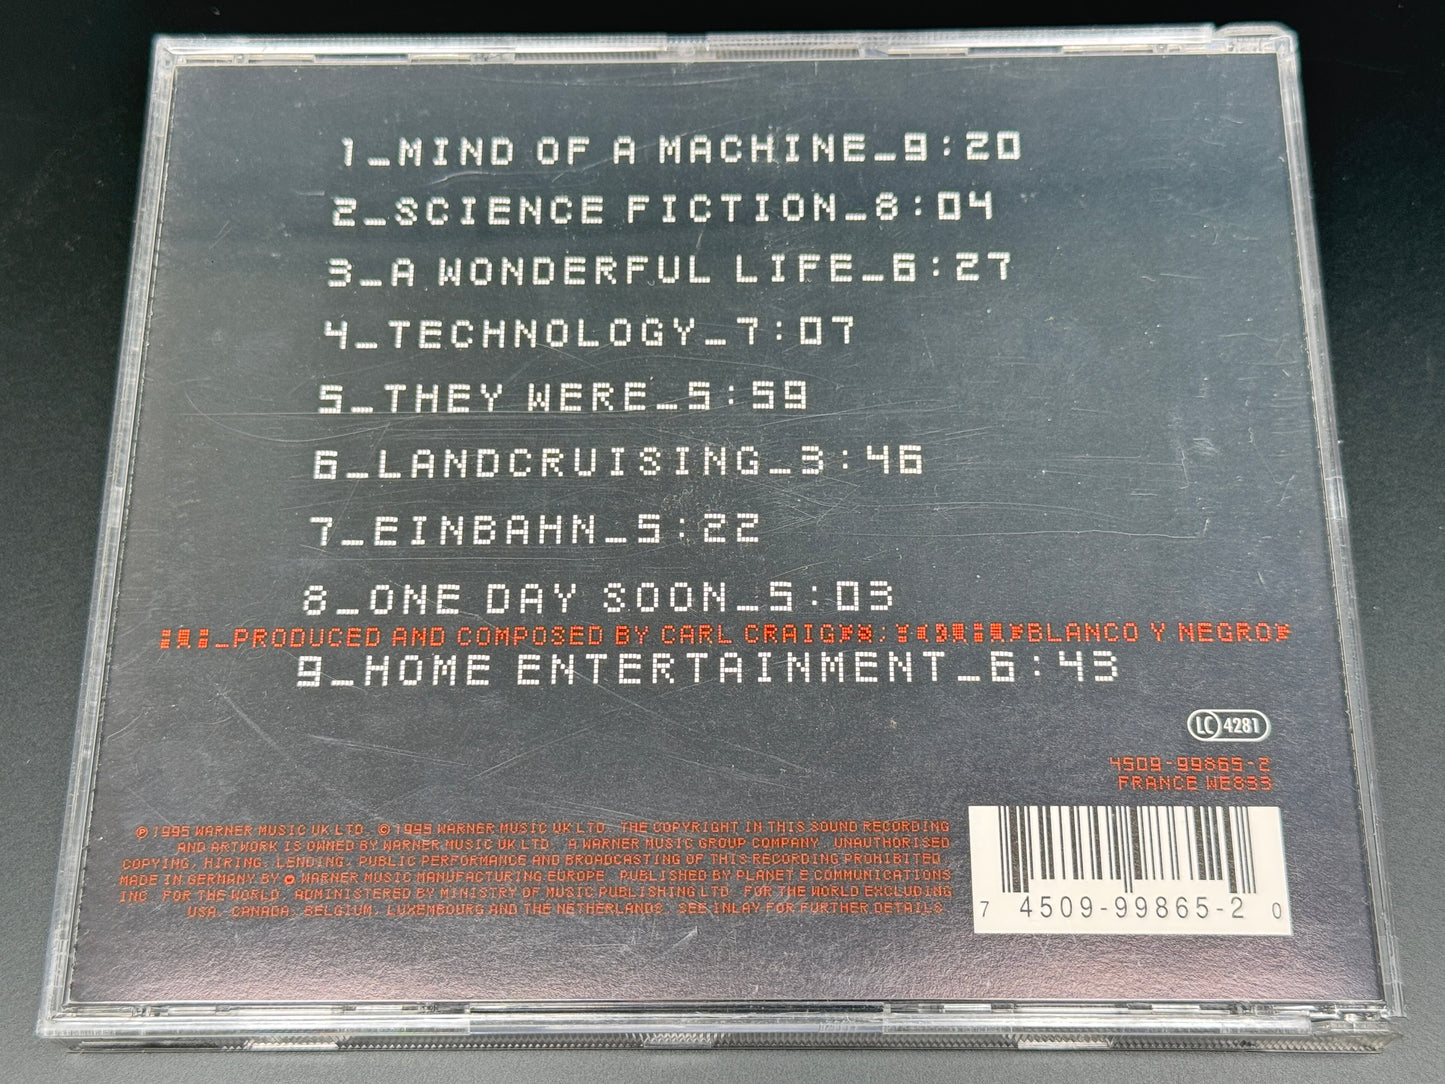 1_MIND OF A MACHINE_9:20
2_SCIENCE FICTION_8:04
3_A WONDERFUL LIFE_6:27
4_TECHNOLOGY_7:07
5_THEY WERE_5:59
6_LANDCRUISING_3:46
7_EINBAHN_5:22
8_ONE DAY SOON_5:03
_PRODUCED AND COMPOSED BY CARL CRAIG BLANCO Y NEGRO
9_HOME ENTERTAINMENT_6:43
LC 4281
4509-99865-2
FRANCE WE833
℗ 1995 WARNER MUSIC UK LTD. © 1995 WARNER MUSIC UK LTD. THE COPYRIGHT IN THIS SOUND RECORDING
AND ARTWORK IS OWNED BY WARNER MUSIC UK LTD. A WARNER MUSIC GROUP COMPANY. UNAUTHORISED
COPYING, HIRING, LENDING, PUBLIC PERFORMANCE AND BROADCASTING OF THIS RECORDING PROHIBITED.
MADE IN GERMANY BY WARNER MUSIC MANUFACTURING EUROPE. PUBLISHED BY PLANET E COMMUNICATIONS
INC. FOR THE WORLD. ADMINISTERED BY MINISTRY OF MUSIC PUBLISHING LTD. FOR THE WORLD EXCLUDING
USA, CANADA, BELGIUM, LUXEMBOURG AND THE NETHERLANDS. SEE INLAY FOR FURTHER DETAILS.
7 4509-99865-2 0